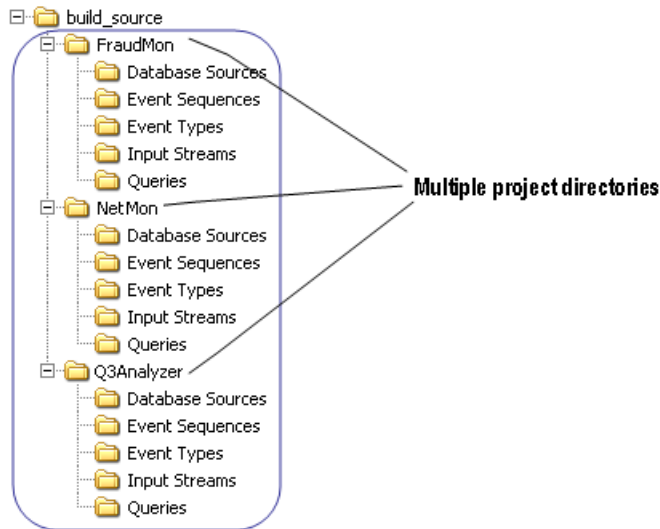 build_source
FraudMon
Database Sources
Event Sequences
Event Types
Input Streams
Queries
Multiple project directories
NetMon
Database Sources
Event Sequences
Event Types
Input Streams
Queries
Q3Analyzer
Database Sources
Event Sequences
Event Types
Input Streams
Queries